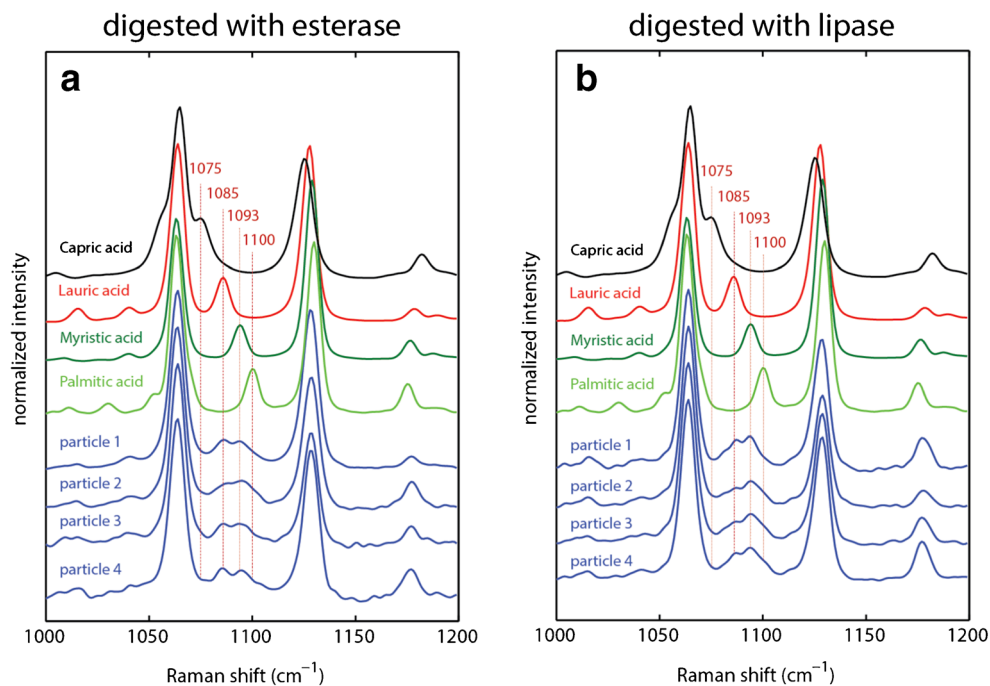 digested with esterase
a
1075
1085
1093
1100
Capric acid
Lauric acid
Myristic acid
Palmitic acid
particle 1
particle 2
particle 3
particle 4
normalized intensity
1000 1050 1100 1150 1200
Raman shift (cm⁻¹)
digested with lipase
b
1075
1085
1093
1100
Capric acid
Lauric acid
Myristic acid
Palmitic acid
particle 1
particle 2
particle 3
particle 4
normalized intensity
1000 1050 1100 1150 1200
Raman shift (cm⁻¹)